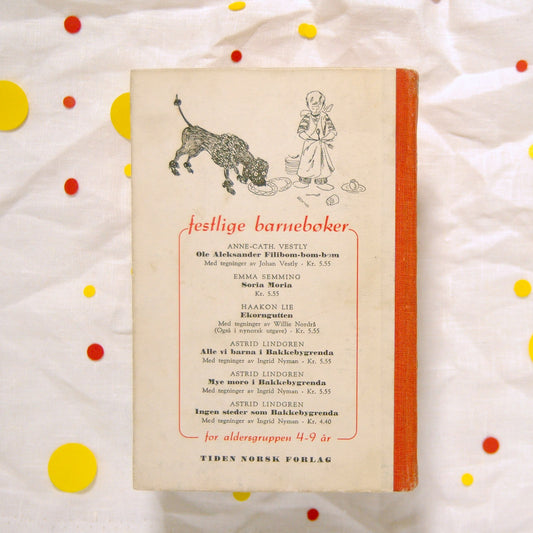 festlige barnebøker
ANNE-CATH. VESTLY
Ole Aleksander Filibom-bom-bom
Med tegninger av Johan Vestly - Kr. 5.55
EMMA SEMMING
Soria Moria
Kr. 5.55
HAAKON LIE
Ekorngutten
Med tegninger av Willie Nordrå
(Også i nynorsk utgave) - Kr. 5.55
ASTRID LINDGREN
Alle vi barna i Bakkebygrenda
Med tegninger av Ingrid Nyman - Kr. 5.55
ASTRID LINDGREN
Mye moro i Bakkebygrenda
Med tegninger av Ingrid Nyman - Kr. 5.55
ASTRID LINDGREN
Ingen steder som Bakkebygrenda
Med tegninger av Ingrid Nyman - Kr. 4.40
for aldersgruppen 4-9 år
TIDEN NORSK FORLAG